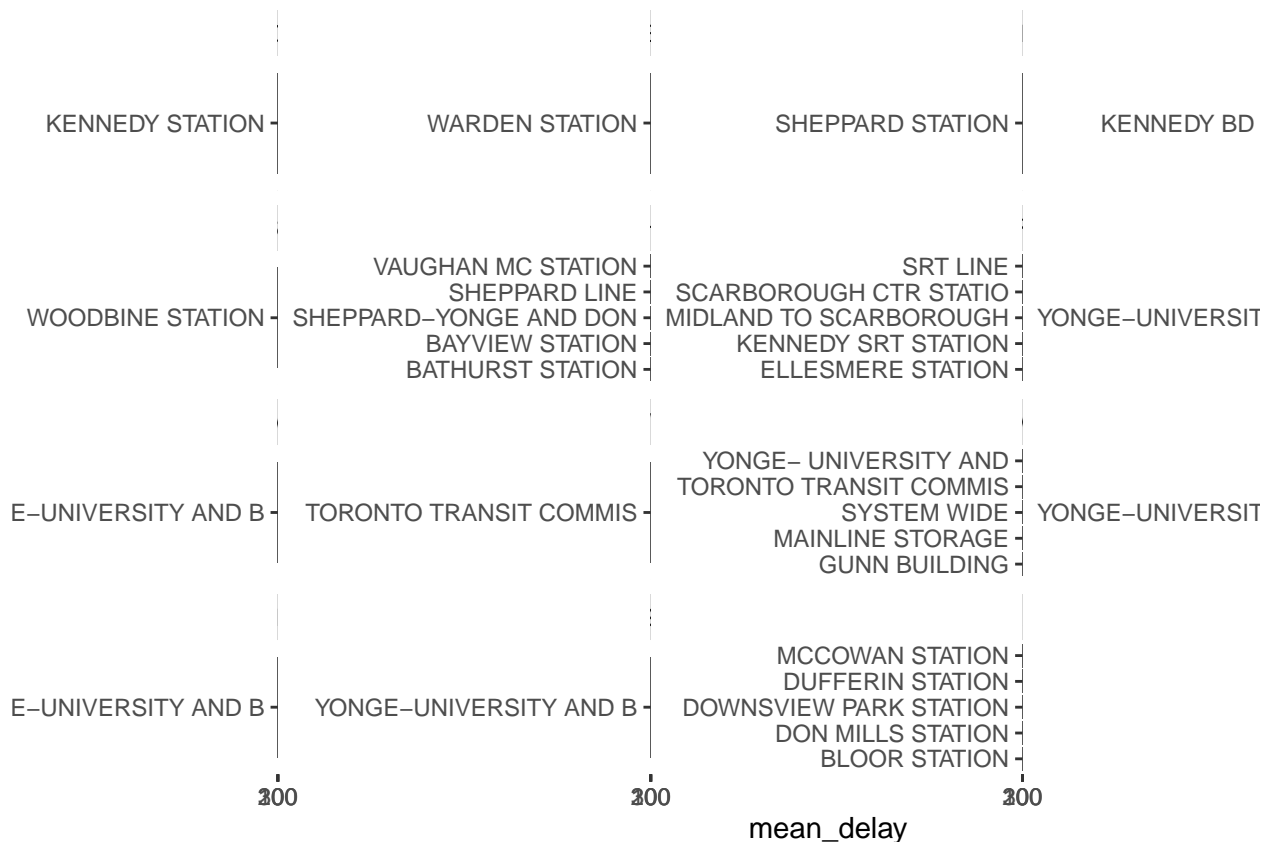 KENNEDY STATION
WARDEN STATION
SHEPPARD STATION
KENNEDY BD
WOODBINE STATION
VAUGHAN MC STATION
SHEPPARD LINE
SHEPPARD–YONGE AND DON
BAYVIEW STATION
BATHURST STATION
SRT LINE
SCARBOROUGH CTR STATIO
MIDLAND TO SCARBOROUGH
KENNEDY SRT STATION
ELLESMERE STATION
YONGE–UNIVERSIT
E–UNIVERSITY AND B
TORONTO TRANSIT COMMIS
YONGE– UNIVERSITY AND
TORONTO TRANSIT COMMIS
SYSTEM WIDE
MAINLINE STORAGE
GUNN BUILDING
YONGE–UNIVERSIT
E–UNIVERSITY AND B
YONGE–UNIVERSITY AND B
MCCOWAN STATION
DUFFERIN STATION
DOWNSVIEW PARK STATION
DON MILLS STATION
BLOOR STATION
mean_delay